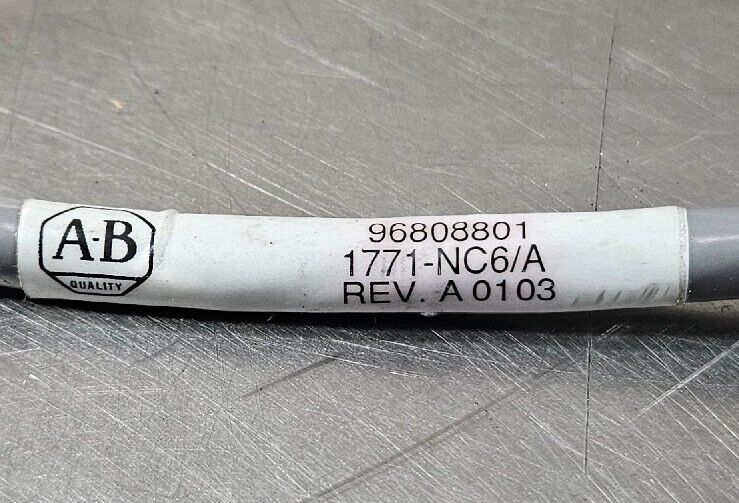 A-B
QUALITY
96808801
1771-NC6/A
REV. A 0103